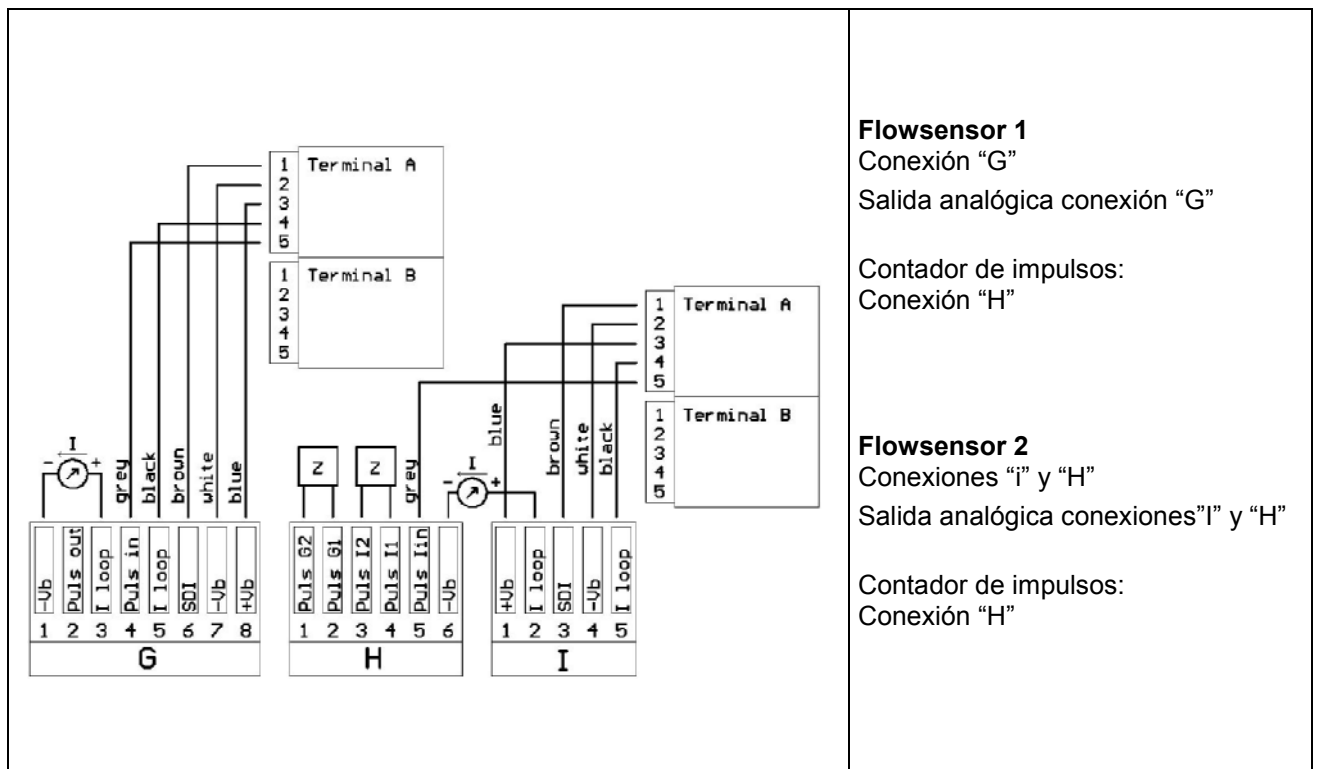 1 Terminal A
2
3
4
5
1 Terminal B
2
3
4
5
1 Terminal A
2
3
4
5
1 Terminal B
2
3
4
5
- I +
grey
black
brown
white
blue
z
z
grey
- I +
blue
brown
white
black
-Vb
Puls out
I loop
Puls in
I loop
SDI
-Vb
+Vb
1 2 3 4 5 6 7 8
G
Puls G2
Puls G1
Puls I2
Puls I1
Puls Iin
-Vb
1 2 3 4 5 6
H
+Vb
I loop
SDI
-Vb
I loop
1 2 3 4 5
I
Flowsensor 1
Conexión “G”
Salida analógica conexión “G”
Contador de impulsos:
Conexión “H”
Flowsensor 2
Conexiones “i” y “H”
Salida analógica conexiones”I” y “H”
Contador de impulsos:
Conexión “H”